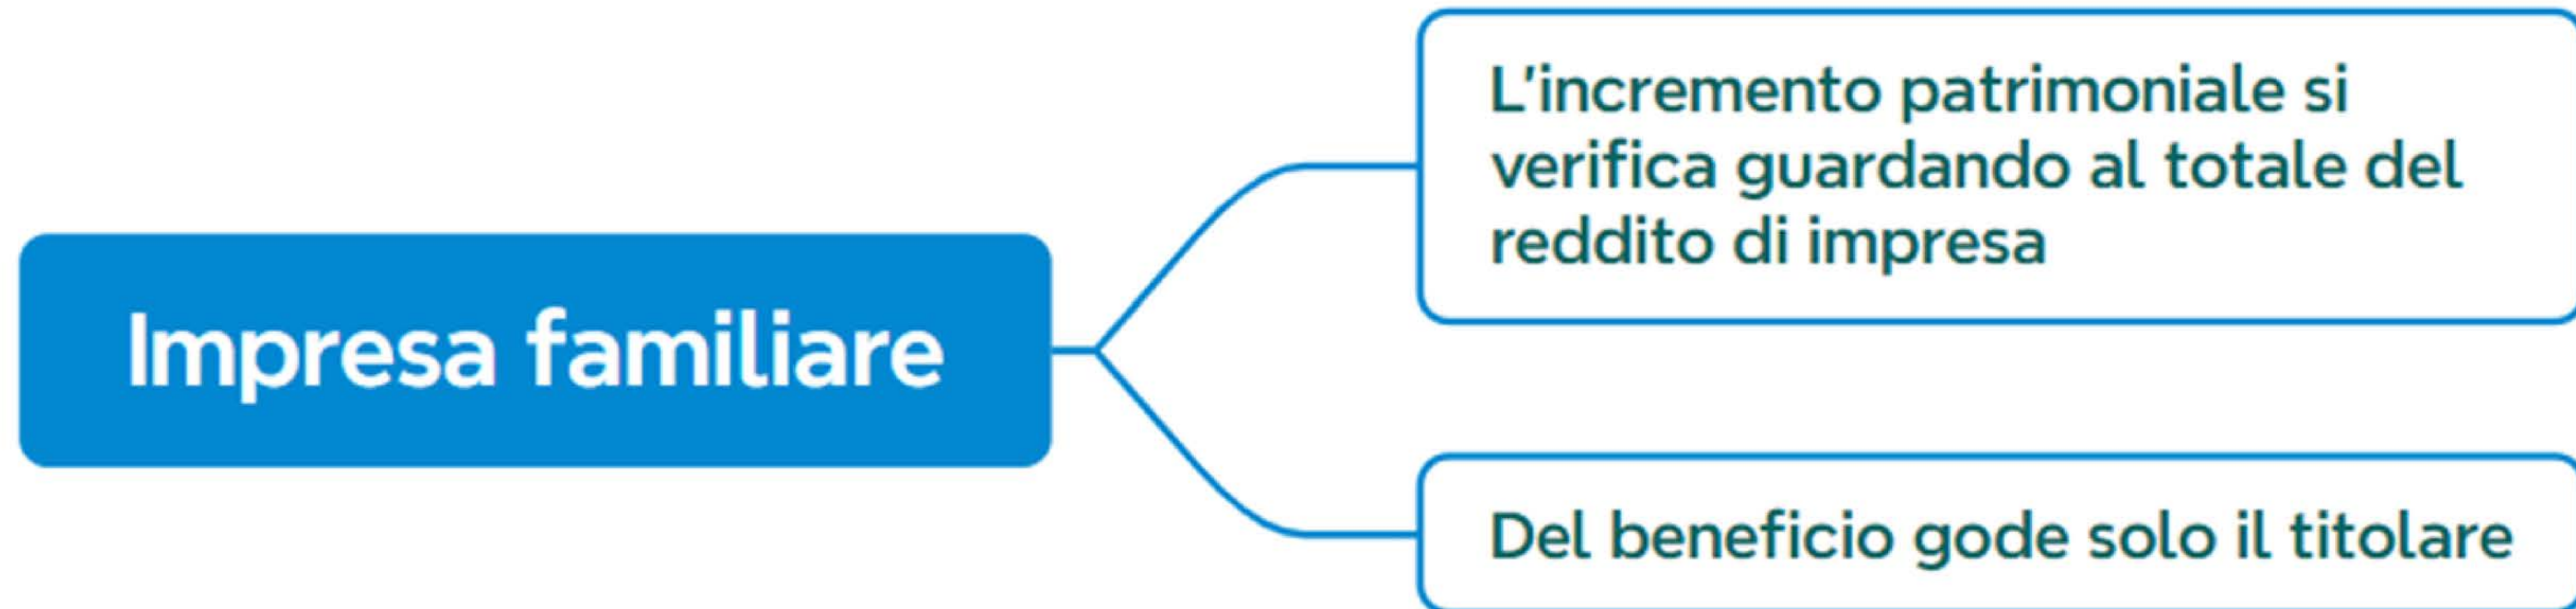 Impresa familiare
L'incremento patrimoniale si
verifica guardando al totale del
reddito di impresa
Del beneficio gode solo il titolare